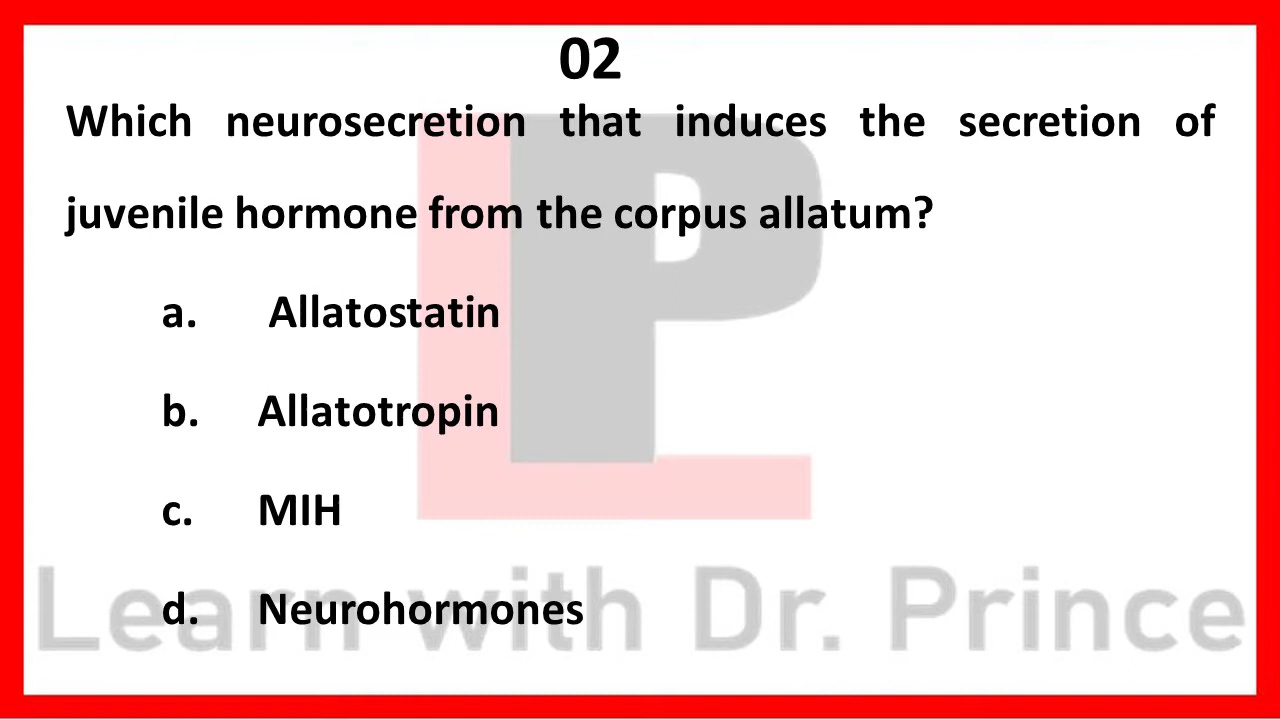 02
Which neurosecretion that induces the secretion of
juvenile hormone from the corpus allatum?
a. Allatostatin
b. Allatotropin
c. MIH
d. Neurohormones
Learn with Dr. Prince